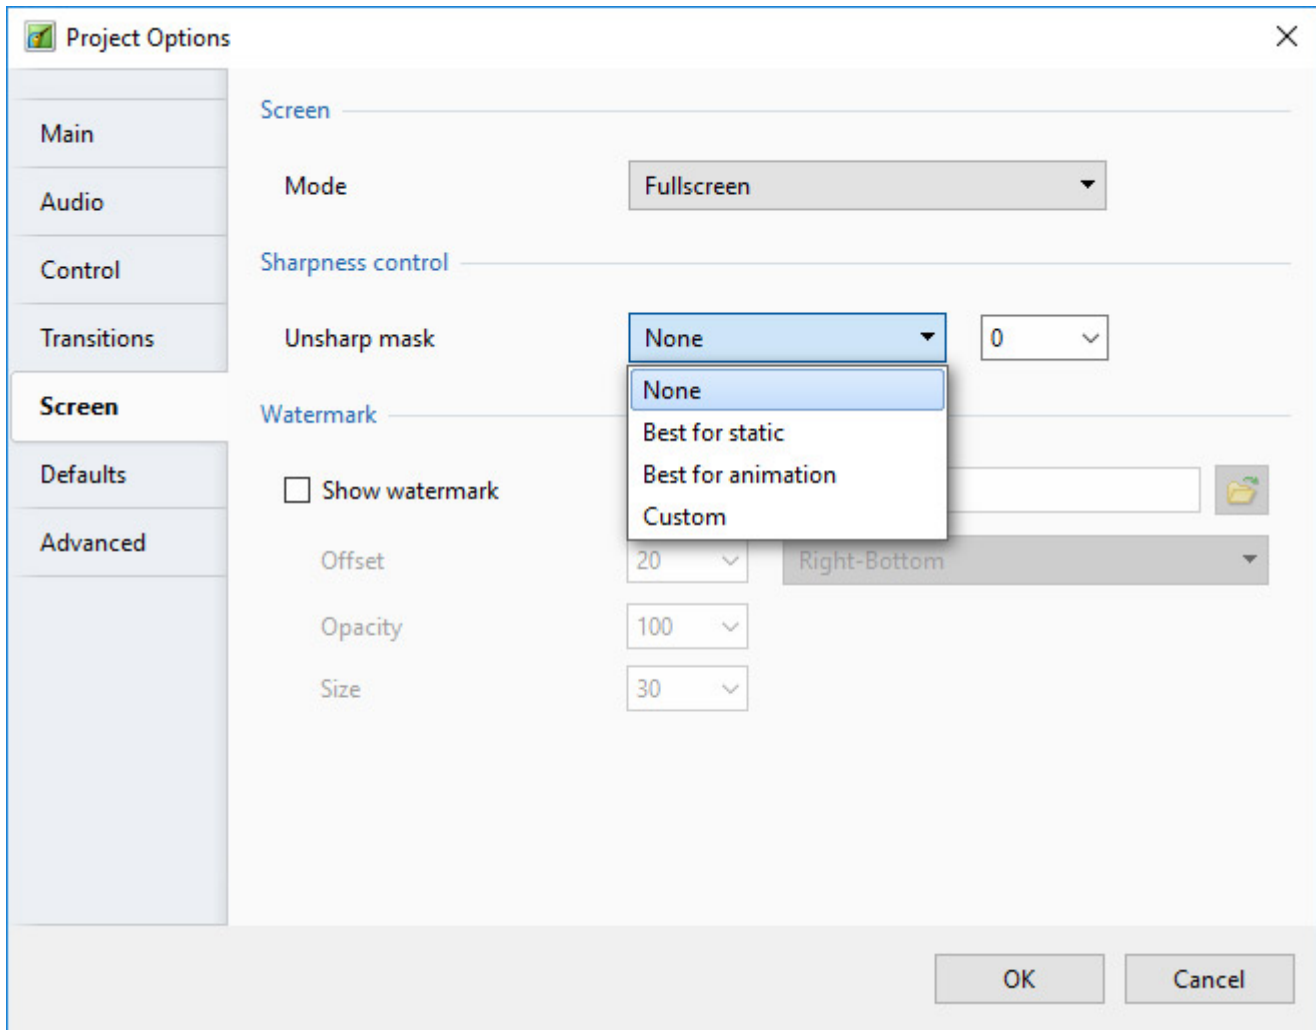 Project Options
Main
Audio
Control
Transitions
Screen
Defaults
Advanced
Screen
Mode Fullscreen
Sharpness control
Unsharp mask None 0
None
Best for static
Best for animation
Custom
Watermark
Show watermark
Offset 20 Right-Bottom
Opacity 100
Size 30
OK Cancel